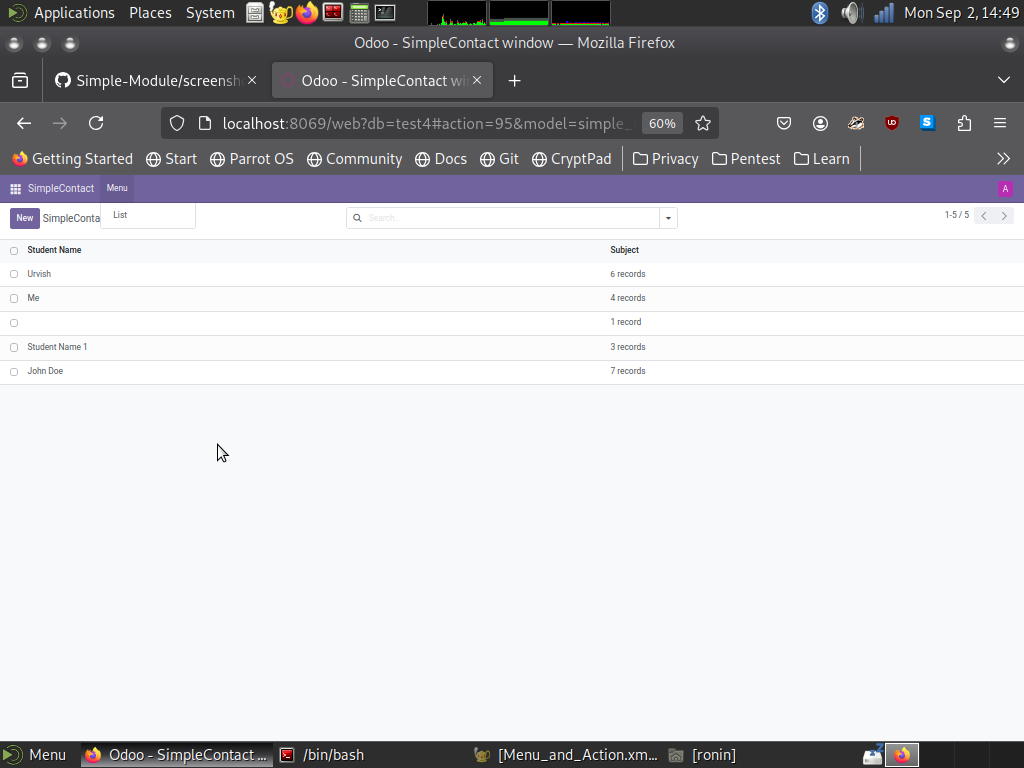 Applications Places System Mon Sep 2, 14:49
Odoo - SimpleContact window — Mozilla Firefox
Simple-Module/screensh Odoo - SimpleContact wi
localhost:8069/web?db=test4#action=95&model=simple_ 60%
Getting Started Start Parrot OS Community Docs Git CryptPad Privacy Pentest Learn
SimpleContact Menu A
New SimpleConta List Search... 1-5 / 5
Student Name Subject
Urvish 6 records
Me 4 records
1 record
Student Name 1 3 records
John Doe 7 records
Menu Odoo - SimpleContact ... /bin/bash [Menu_and_Action.xm... [ronin]